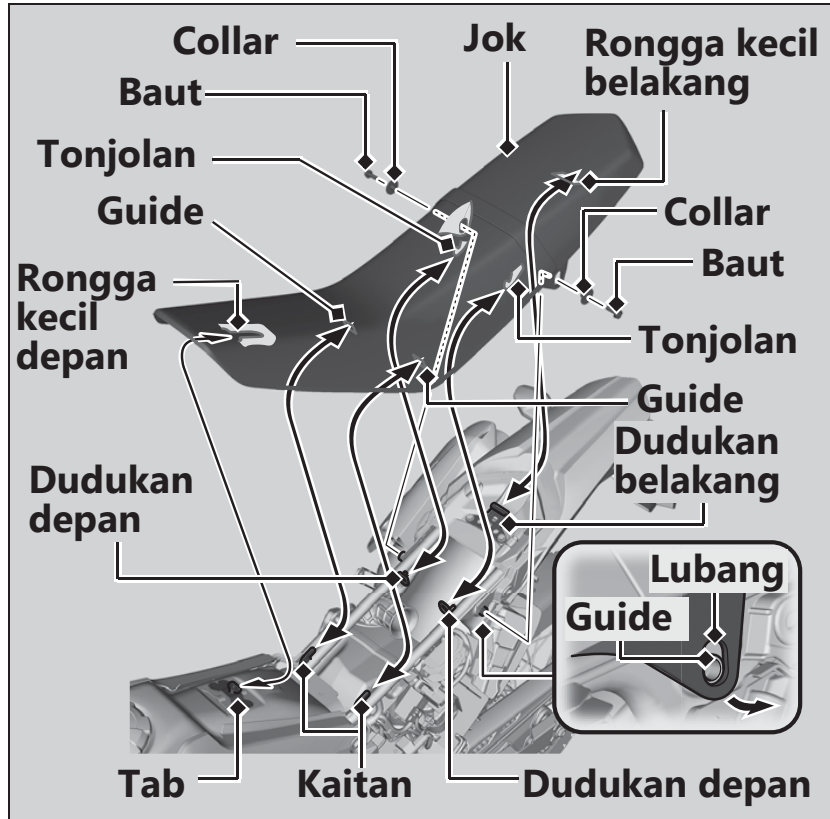 Collar
Jok
Rongga kecil
belakang
Baut
Tonjolan
Guide
Collar
Baut
Rongga
kecil
depan
Tonjolan
Guide
Dudukan
belakang
Dudukan
depan
Lubang
Guide
Tab
Kaitan
Dudukan depan